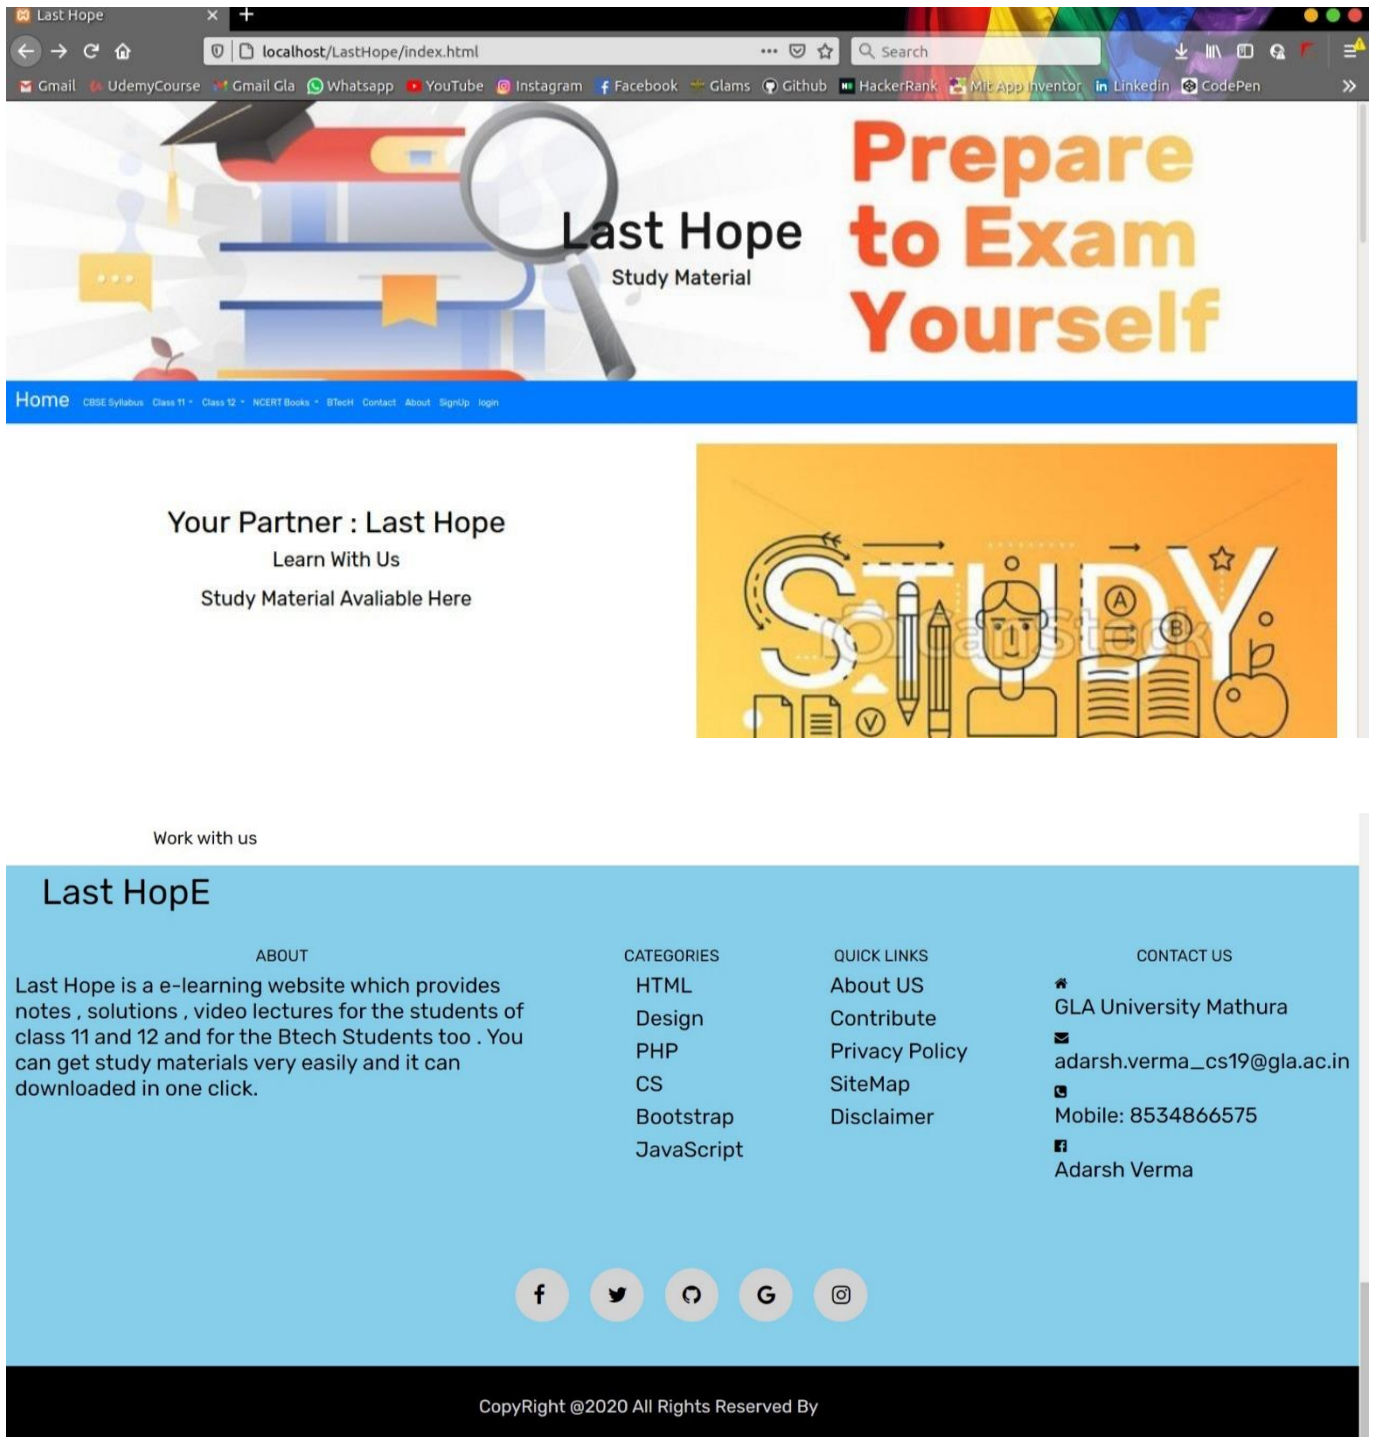 Last Hope
localhost/LastHope/index.html
Search
Gmail UdemyCourse Gmail Gla Whatsapp YouTube Instagram Facebook Glams Github HackerRank Mit App Inventor Linkedin CodePen
Prepare
to Exam
Yourself
Last Hope
Study Material
Home CBSE Syllabus Class 11 Class 12 NCERT Books BTecH Contact About SignUp login
Your Partner : Last Hope
Learn With Us
Study Material Avaliable Here
STUDY
CanStock
A
B
V
Work with us
Last HopE
ABOUT
Last Hope is a e-learning website which provides
notes , solutions , video lectures for the students of
class 11 and 12 and for the Btech Students too . You
can get study materials very easily and it can
downloaded in one click.
CATEGORIES
HTML
Design
PHP
CS
Bootstrap
JavaScript
QUICK LINKS
About US
Contribute
Privacy Policy
SiteMap
Disclaimer
CONTACT US
GLA University Mathura
adarsh.verma_cs19@gla.ac.in
Mobile: 8534866575
Adarsh Verma
CopyRight @2020 All Rights Reserved By